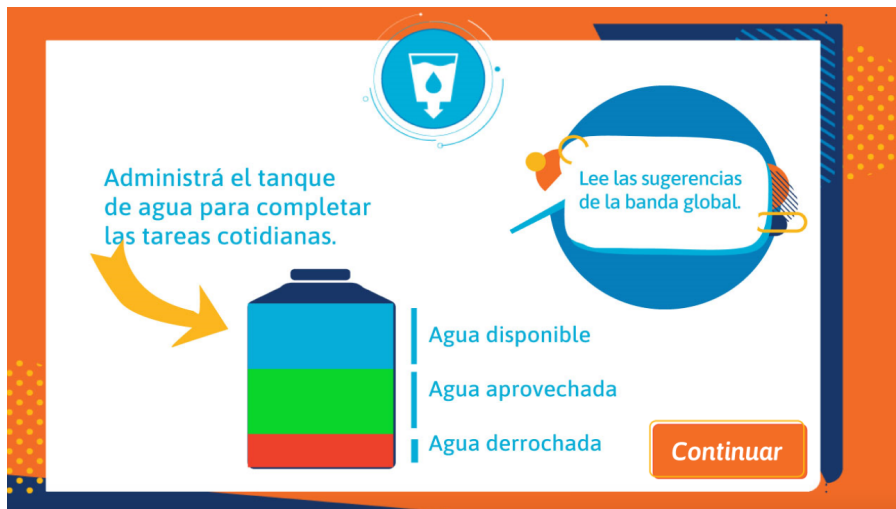 Administrá el tanque
de agua para completar
las tareas cotidianas.
Lee las sugerencias
de la banda global.
Agua disponible
Agua aprovechada
Agua derrochada
Continuar